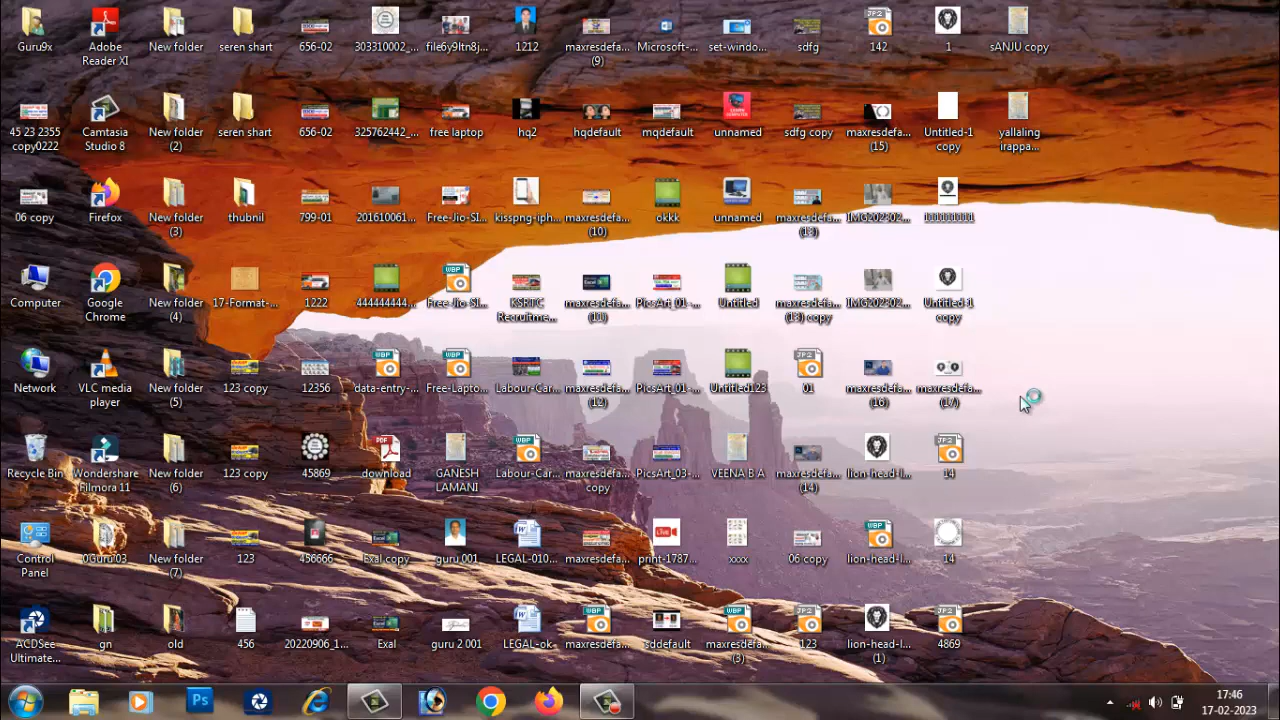 Guru9x
Adobe Reader XI
New folder
seren shart
656-02
303310002_...
file6y9ltn8j...
1212
maxresdefa... (9)
Microsoft-...
set-windo...
sdfg
142
1
sANJU copy
45 23 2355 copy0222
Camtasia Studio 8
New folder (2)
seren shart
656-02
325762442_...
free laptop
hq2
hqdefault
mqdefault
unnamed
sdfg copy
maxresdefa... (15)
Untitled-1 copy
yallaling irappa...
06 copy
Firefox
New folder (3)
thubnil
799-01
201610061...
Free-Jio-SI...
kisspng-iph...
maxresdefa... (10)
okkk
unnamed
maxresdefa... (13)
IMG202302...
1111111111
Computer
Google Chrome
New folder (4)
17-Format-...
1222
444444444...
Free-Jio-SI...
KSRTC Recruitme...
maxresdefa... (11)
PicsArt_01-...
Untitled
maxresdefa... (13) copy
IMG202302...
Untitled-1 copy
Network
VLC media player
New folder (5)
123 copy
12356
data-entry-...
Free-Lapto...
Labour-Car...
maxresdefa... (12)
PicsArt_01-...
Untitled123
01
maxresdefa... (16)
maxresdefa... (17)
Recycle Bin
Wondershare Filmora 11
New folder (6)
123 copy
45869
download
GANESH LAMANI
Labour-Car...
maxresdefa... copy
PicsArt_03-...
VEENA B A
maxresdefa... (14)
lion-head-l...
14
Control Panel
0Guru 03
New folder (7)
123
456666
Exal copy
guru 001
LEGAL-010...
maxresdefa...
print-1787...
xxxx
06 copy
lion-head-l...
14
ACDSee Ultimate...
gn
old
456
20220906_1...
Exal
guru 2 001
LEGAL-ok-...
maxresdefa...
sddefault
maxresdefa... (3)
123
lion-head-l... (1)
4869
17:46
17-02-2023